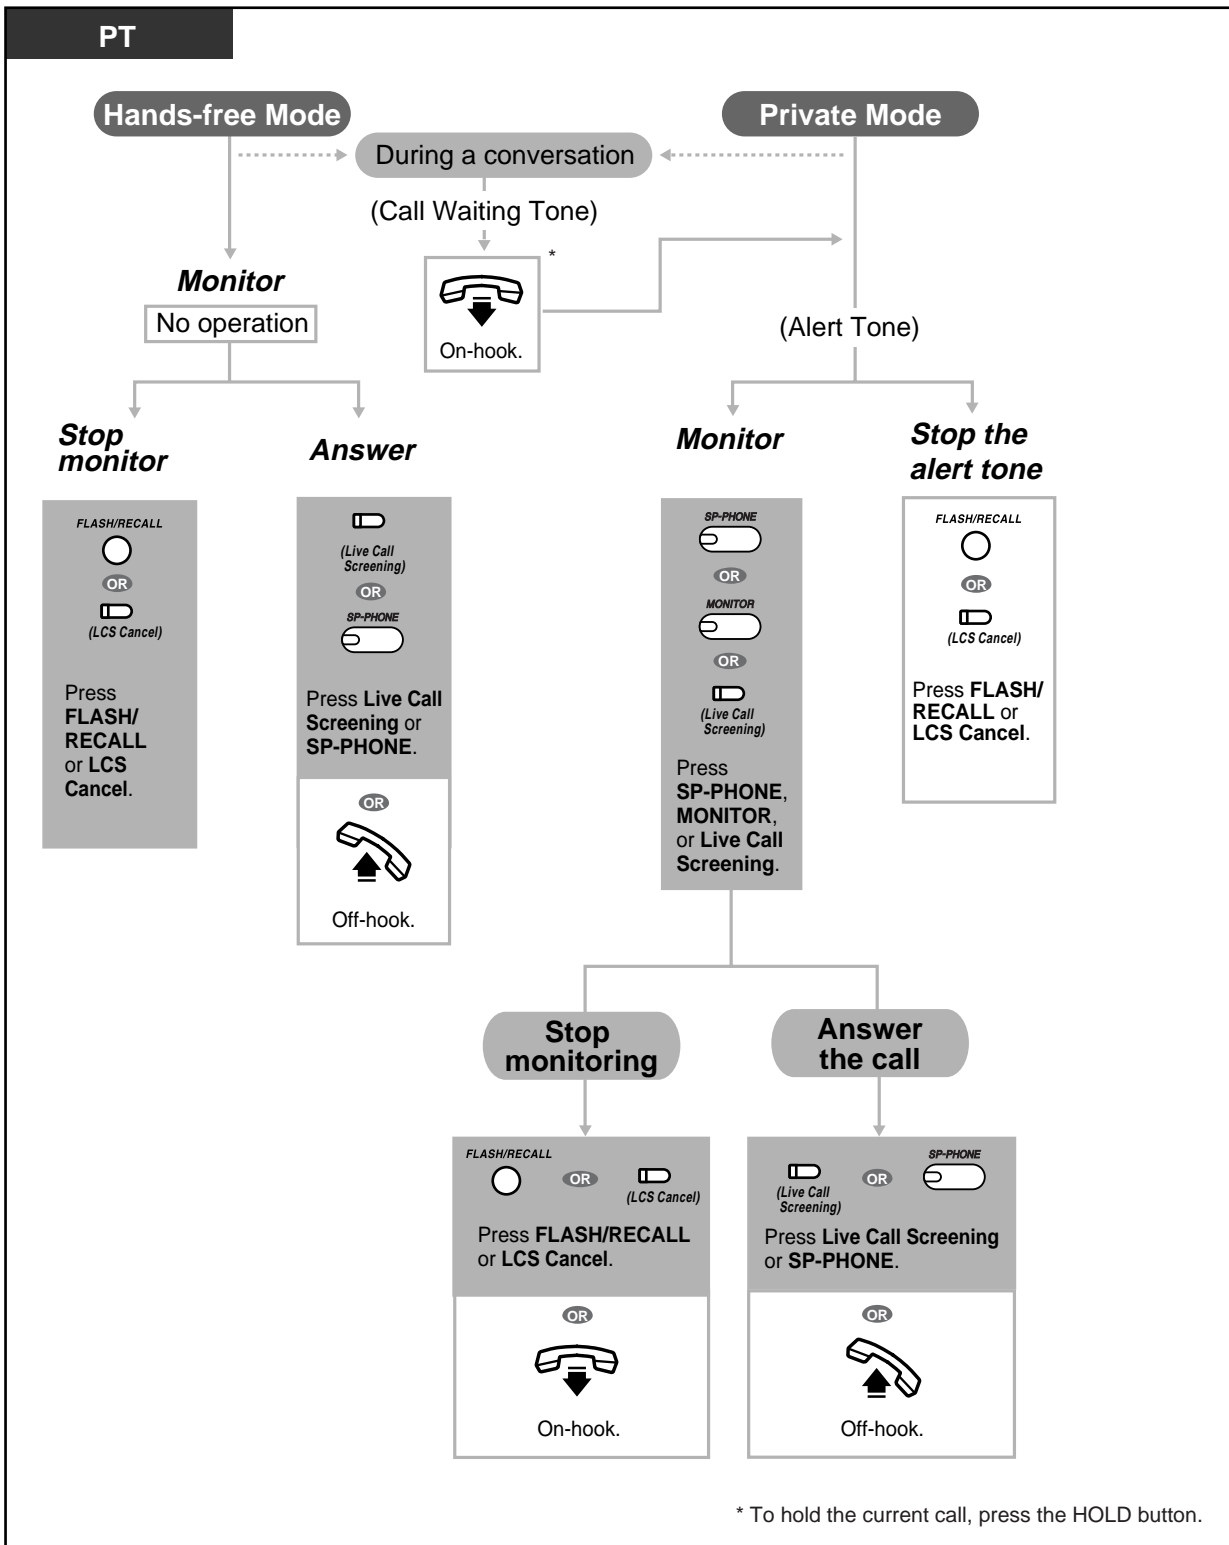 PT
Hands-free Mode
Private Mode
During a conversation
(Call Waiting Tone)
*
On-hook.
Monitor
No operation
(Alert Tone)
Stop
monitor
Answer
Monitor
Stop the
alert tone
FLASH/RECALL
OR
(LCS Cancel)
Press
FLASH/
RECALL
or LCS
Cancel.
(Live Call
Screening)
OR
SP-PHONE
Press Live Call
Screening or
SP-PHONE.
OR
Off-hook.
SP-PHONE
OR
MONITOR
OR
(Live Call
Screening)
Press
SP-PHONE,
MONITOR,
or Live Call
Screening.
FLASH/RECALL
OR
(LCS Cancel)
Press FLASH/
RECALL or
LCS Cancel.
Stop
monitoring
Answer
the call
FLASH/RECALL
OR
(LCS Cancel)
Press FLASH/RECALL
or LCS Cancel.
OR
On-hook.
(Live Call
Screening)
OR
SP-PHONE
Press Live Call Screening
or SP-PHONE.
OR
Off-hook.
* To hold the current call, press the HOLD button.